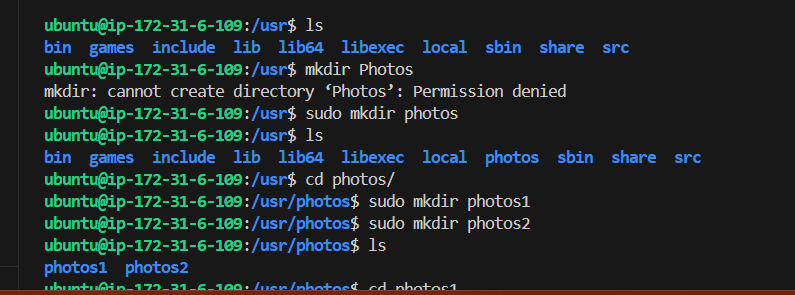 ubuntu@ip-172-31-6-109:/usr$ ls
bin  games  include  lib  lib64  libexec  local  sbin  share  src
ubuntu@ip-172-31-6-109:/usr$ mkdir Photos
mkdir: cannot create directory ‘Photos’: Permission denied
ubuntu@ip-172-31-6-109:/usr$ sudo mkdir photos
ubuntu@ip-172-31-6-109:/usr$ ls
bin  games  include  lib  lib64  libexec  local  photos  sbin  share  src
ubuntu@ip-172-31-6-109:/usr$ cd photos/
ubuntu@ip-172-31-6-109:/usr/photos$ sudo mkdir photos1
ubuntu@ip-172-31-6-109:/usr/photos$ sudo mkdir photos2
ubuntu@ip-172-31-6-109:/usr/photos$ ls
photos1  photos2
ubuntu@ip-172-31-6-109:/usr/photos$ cd photos1